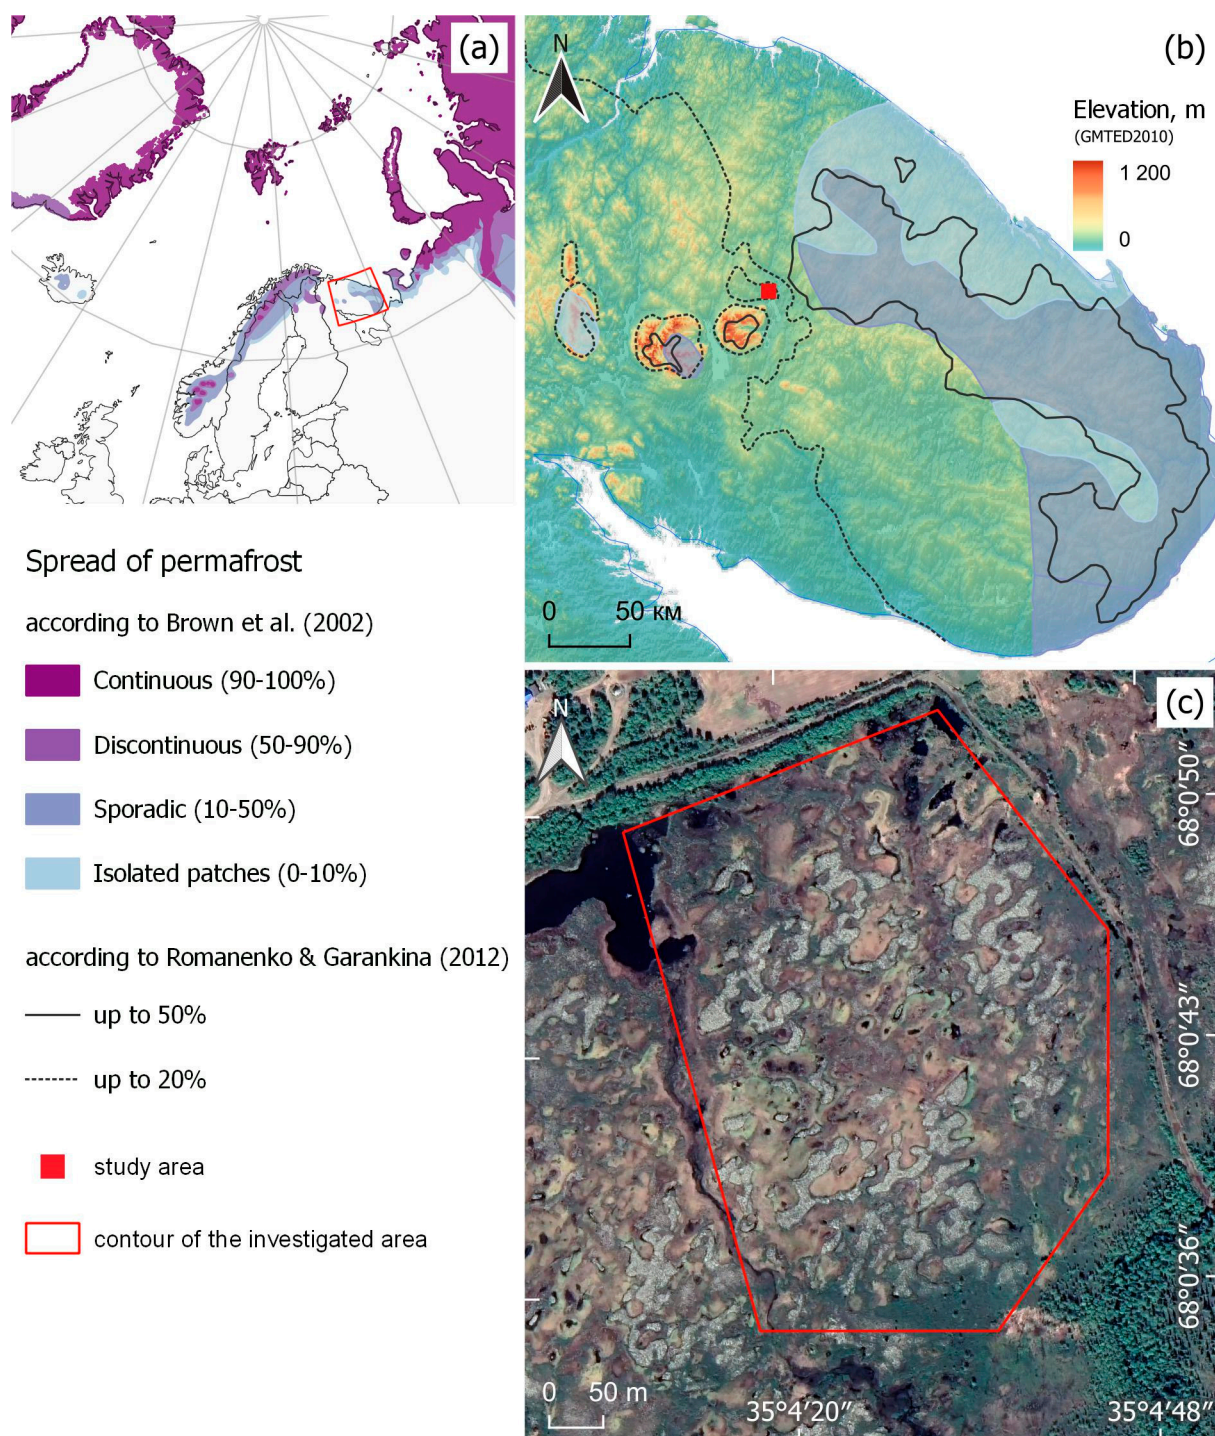 (a)
(b)
N
Elevation, m
(GMTED2010)
1 200
0
0 50 км
Spread of permafrost
according to Brown et al. (2002)
Continuous (90-100%)
Discontinuous (50-90%)
Sporadic (10-50%)
Isolated patches (0-10%)
according to Romanenko & Garankina (2012)
up to 50%
up to 20%
study area
contour of the investigated area
(c)
N
68°0′50″
68°0′43″
68°0′36″
0 50 m
35°4′20″
35°4′48″